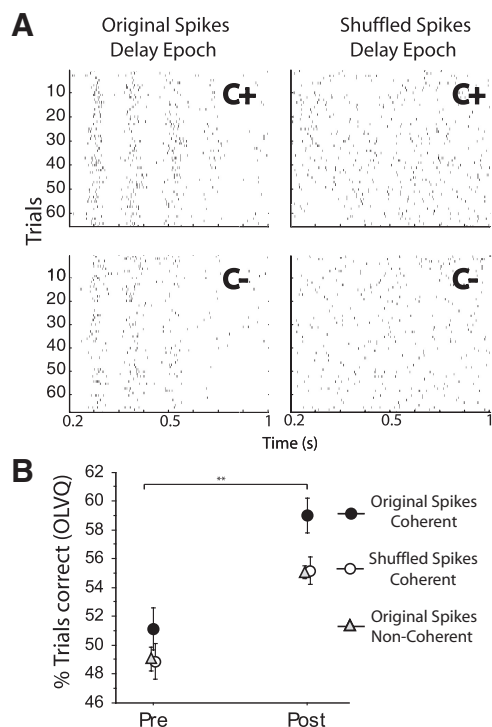 A
Original Spikes
Delay Epoch
Shuffled Spikes
Delay Epoch
C+
C+
10
20
30
40
50
60
Trials
C-
C-
10
20
30
40
50
60
0.2 0.5 1
0.2 0.5 1
Time (s)
B
% Trials correct (OLVQ)
62
60
58
56
54
52
50
48
46
**
Pre Post
Original Spikes
Coherent
Shuffled Spikes
Coherent
Original Spikes
Non-Coherent